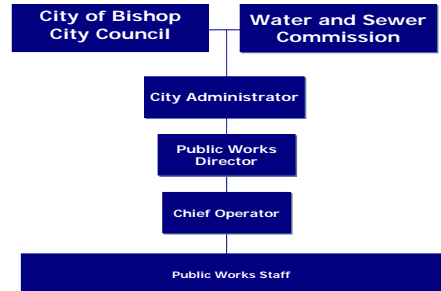 City of Bishop
City Council
Water and Sewer
Commission
City Administrator
Public Works
Director
Chief Operator
Public Works Staff